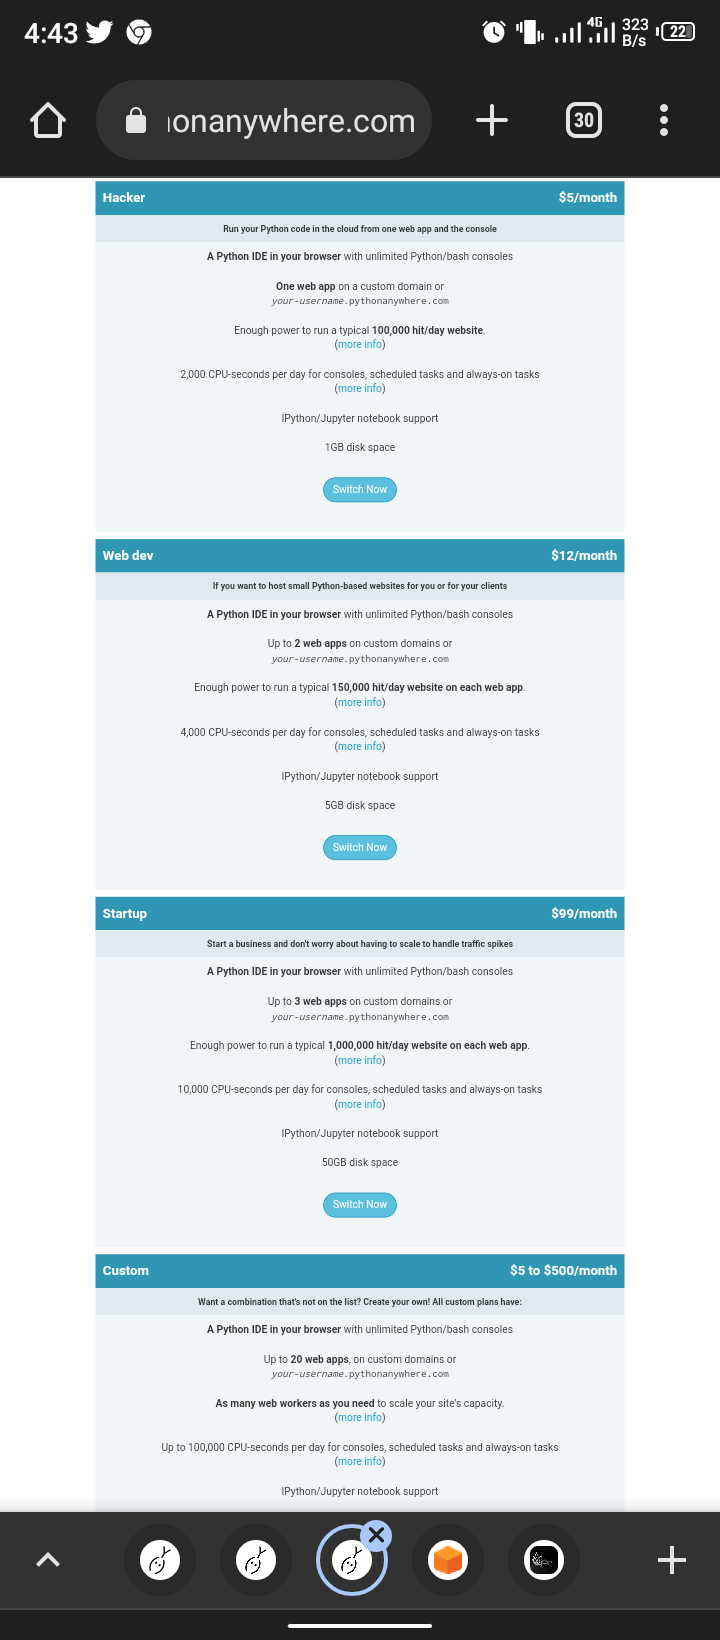 4:43
4G
323
B/s
22
onanywhere.com
30
Hacker
$5/month
Run your Python code in the cloud from one web app and the console
A Python IDE in your browser with unlimited Python/bash consoles
One web app on a custom domain or
your-username.pythonanywhere.com
Enough power to run a typical 100,000 hit/day website.
(more info)
2,000 CPU-seconds per day for consoles, scheduled tasks and always-on tasks
(more info)
IPython/Jupyter notebook support
1GB disk space
Switch Now
Web dev
$12/month
If you want to host small Python-based websites for you or for your clients
A Python IDE in your browser with unlimited Python/bash consoles
Up to 2 web apps on custom domains or
your-username.pythonanywhere.com
Enough power to run a typical 150,000 hit/day website on each web app.
(more info)
4,000 CPU-seconds per day for consoles, scheduled tasks and always-on tasks
(more info)
IPython/Jupyter notebook support
5GB disk space
Switch Now
Startup
$99/month
Start a business and don't worry about having to scale to handle traffic spikes
A Python IDE in your browser with unlimited Python/bash consoles
Up to 3 web apps on custom domains or
your-username.pythonanywhere.com
Enough power to run a typical 1,000,000 hit/day website on each web app.
(more info)
10,000 CPU-seconds per day for consoles, scheduled tasks and always-on tasks
(more info)
IPython/Jupyter notebook support
50GB disk space
Switch Now
Custom
$5 to $500/month
Want a combination that's not on the list? Create your own! All custom plans have:
A Python IDE in your browser with unlimited Python/bash consoles
Up to 20 web apps, on custom domains or
your-username.pythonanywhere.com
As many web workers as you need to scale your site's capacity.
(more info)
Up to 100,000 CPU-seconds per day for consoles, scheduled tasks and always-on tasks
(more info)
IPython/Jupyter notebook support